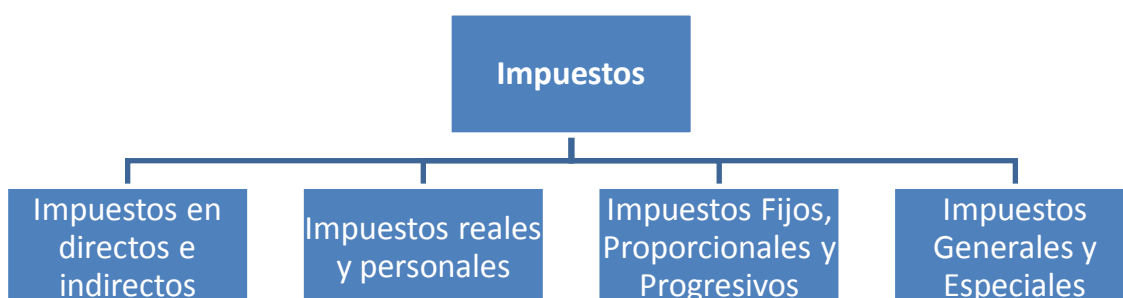 Impuestos
Impuestos en
directos e
indirectos
Impuestos reales
y personales
Impuestos Fijos,
Proporcionales y
Progresivos
Impuestos
Generales y
Especiales